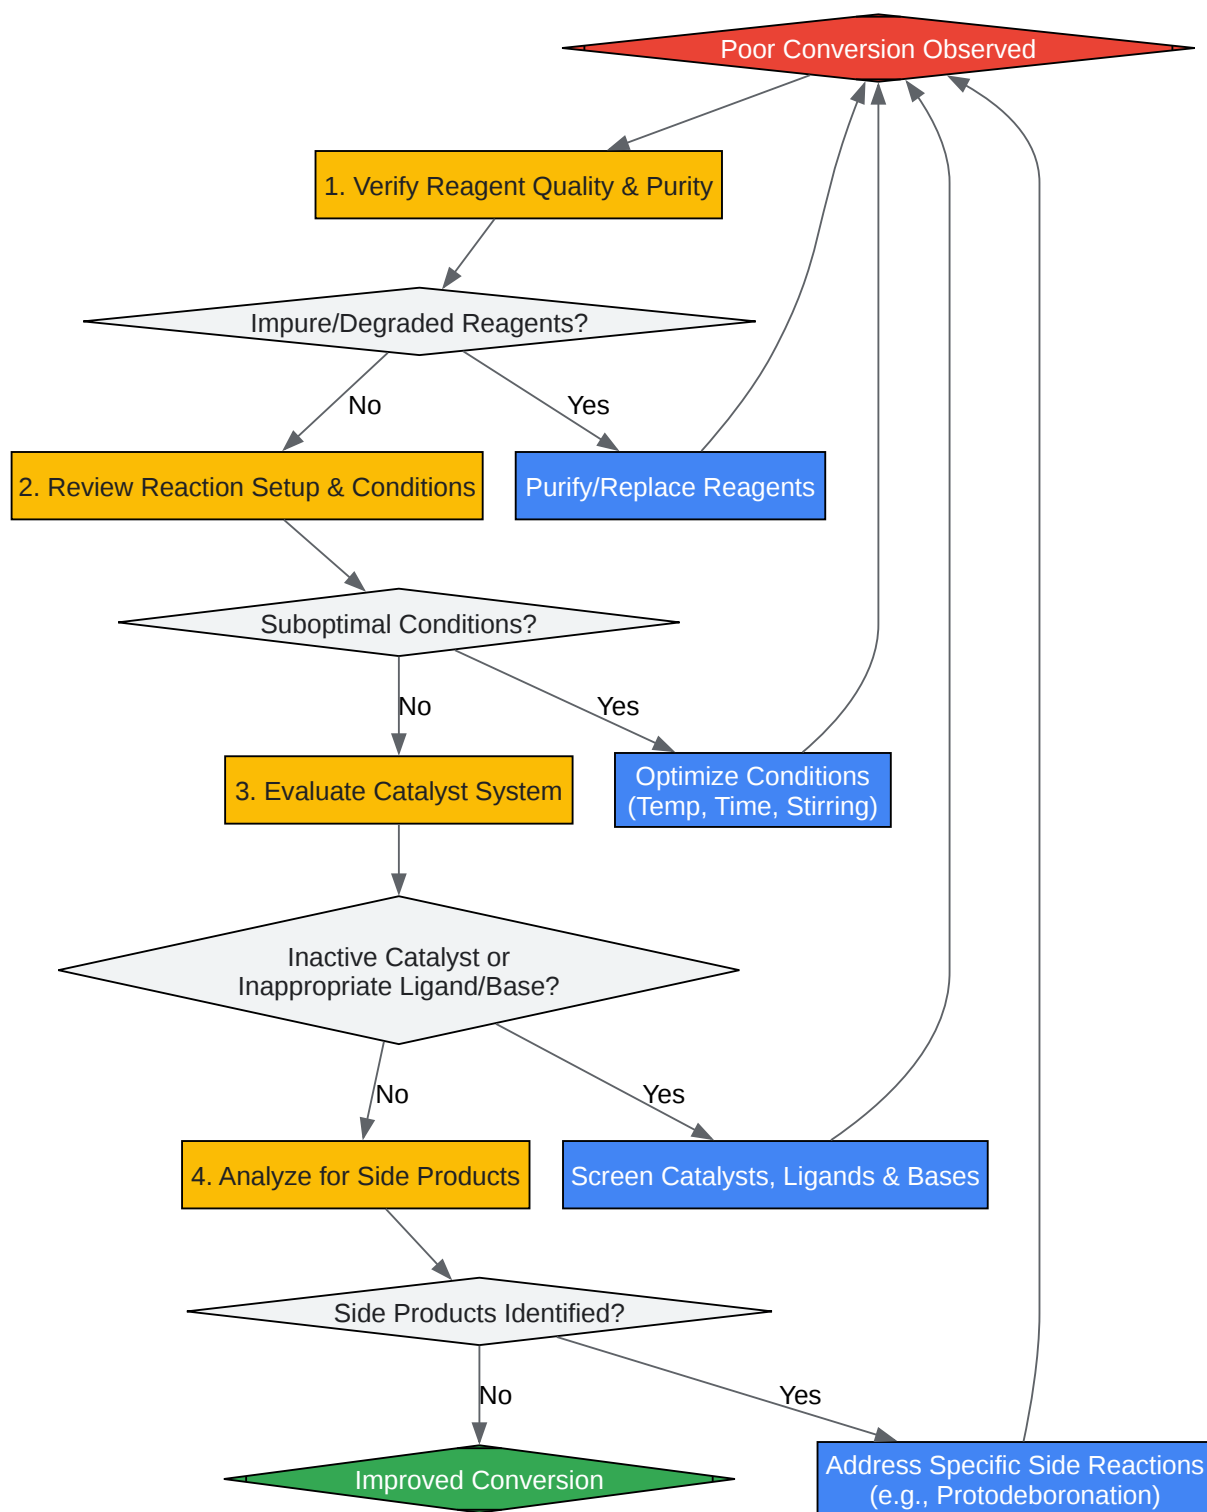 Poor Conversion Observed
1. Verify Reagent Quality & Purity
Impure/Degraded Reagents?
No
Yes
2. Review Reaction Setup & Conditions
Purify/Replace Reagents
Suboptimal Conditions?
No
Yes
3. Evaluate Catalyst System
Optimize Conditions
(Temp, Time, Stirring)
Inactive Catalyst or
Inappropriate Ligand/Base?
No
Yes
4. Analyze for Side Products
Screen Catalysts, Ligands & Bases
Side Products Identified?
No
Yes
Improved Conversion
Address Specific Side Reactions
(e.g., Protodeboronation)